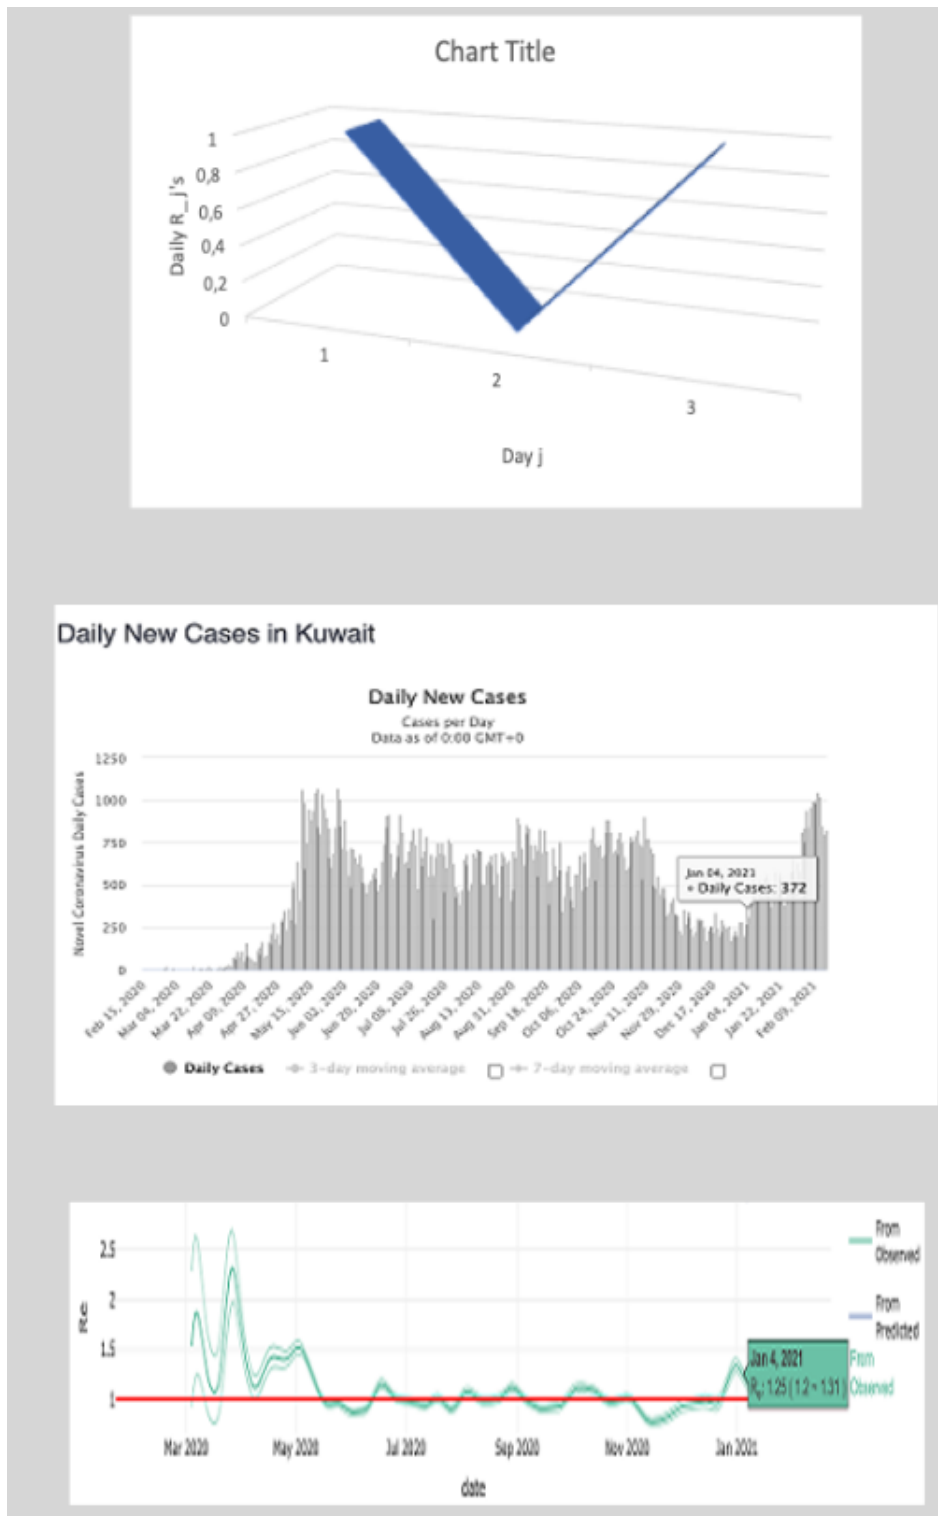 Chart Title
1
0,8
0,6
0,4
0,2
0
Daily R_j's
1
2
3
Day j
Daily New Cases in Kuwait
Daily New Cases
Cases per Day
Data as of 0:00 GMT+0
Novel Coronavirus Daily Cases
1250
1000
750
500
250
0
Jan 04, 2021
• Daily Cases: 372
Feb 15, 2020
Mar 04, 2020
Mar 22, 2020
Apr 09, 2020
Apr 27, 2020
May 15, 2020
Jun 02, 2020
Jun 20, 2020
Jul 08, 2020
Jul 26, 2020
Aug 13, 2020
Aug 11, 2020
Sep 18, 2020
Oct 06, 2020
Oct 24, 2020
Nov 11, 2020
Nov 29, 2020
Dec 17, 2020
Jan 04, 2021
Jan 22, 2021
Feb 09, 2021
Daily Cases
3-day moving average
7-day moving average
2.5
2
1.5
1
Re
From
Observed
From
Predicted
Jan 4, 2021
Re: 1.25 ( 1.2 - 1.31 )
From
Observed
Mar 2020
May 2020
Jul 2020
Sep 2020
Nov 2020
Jan 2021
date